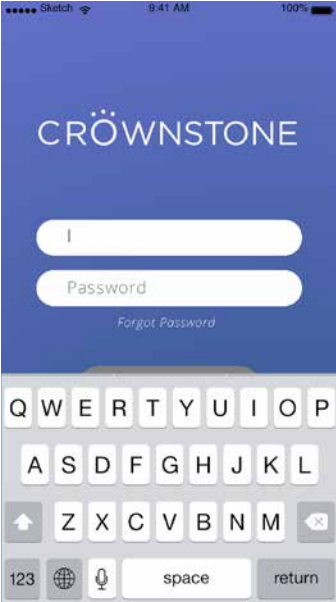 Sketch 9:41 AM 100%
CRÖWNSTONE
Password
Forgot Password
Q W E R T Y U I O P
A S D F G H J K L
Z X C V B N M
123 space return